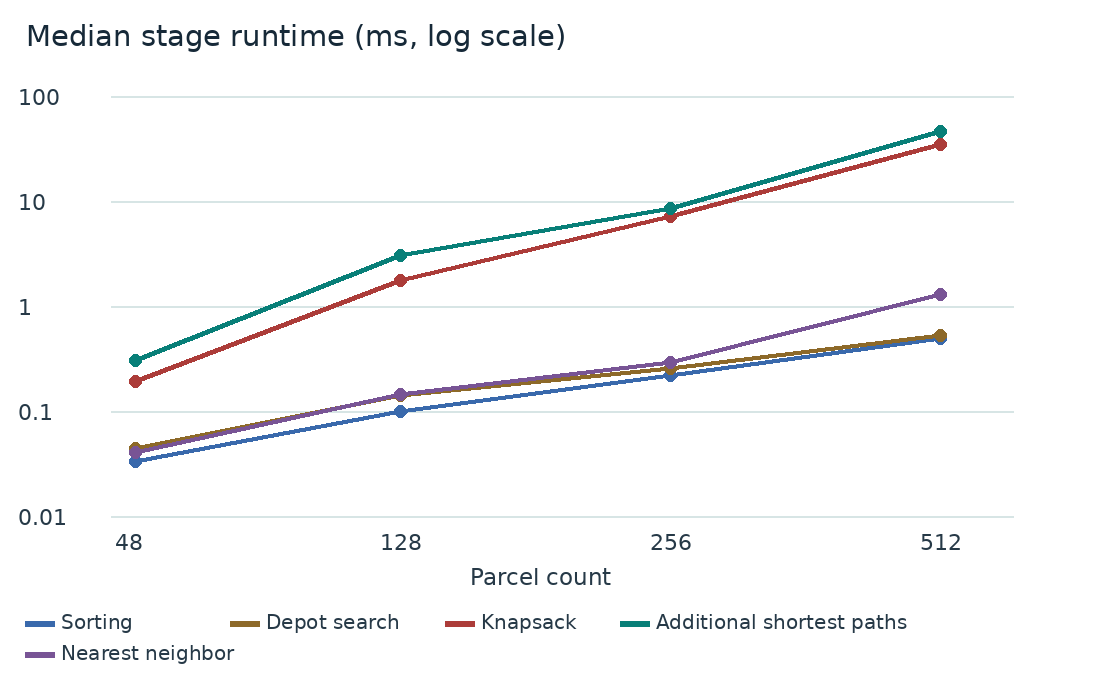 Median stage runtime (ms, log scale)
100
10
1
0.1
0.01
48 128 256 512
Parcel count
Sorting Depot search Knapsack Additional shortest paths
Nearest neighbor